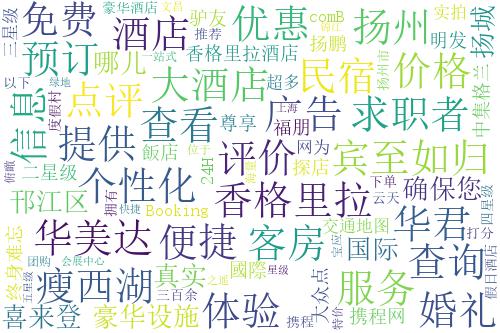 豪华酒店
文昌
三星级
免费
酒店
驴友
锦江
推荐
优惠
comB
扬州
实拍
扬城
预订
哪儿
一站式
香格里拉酒店
扬鹏
明发
以下
绿地
度假村
大酒店
超多
民宿
扬州市
价格
中集格兰
信息
点评
广告
求职者
提供
查看
尊享
福朋
上海
飯店
24H
位于
评价
网为
探店
宾至如归
俯瞰
二星级
个性化
香格里拉
下单
云天
确保您
邗江区
拥有
快捷
Booking
交通地图
宝应
华君
打分
四星级
假日酒店
华美达
便捷
客房
国际
查询
终身难忘
五星级
团购
会展中心
瘦西湖
真实
國際
星级
三百余
之遥
大众点
特价
服务
婚礼
喜来登
豪华设施
体验
携程
携程网